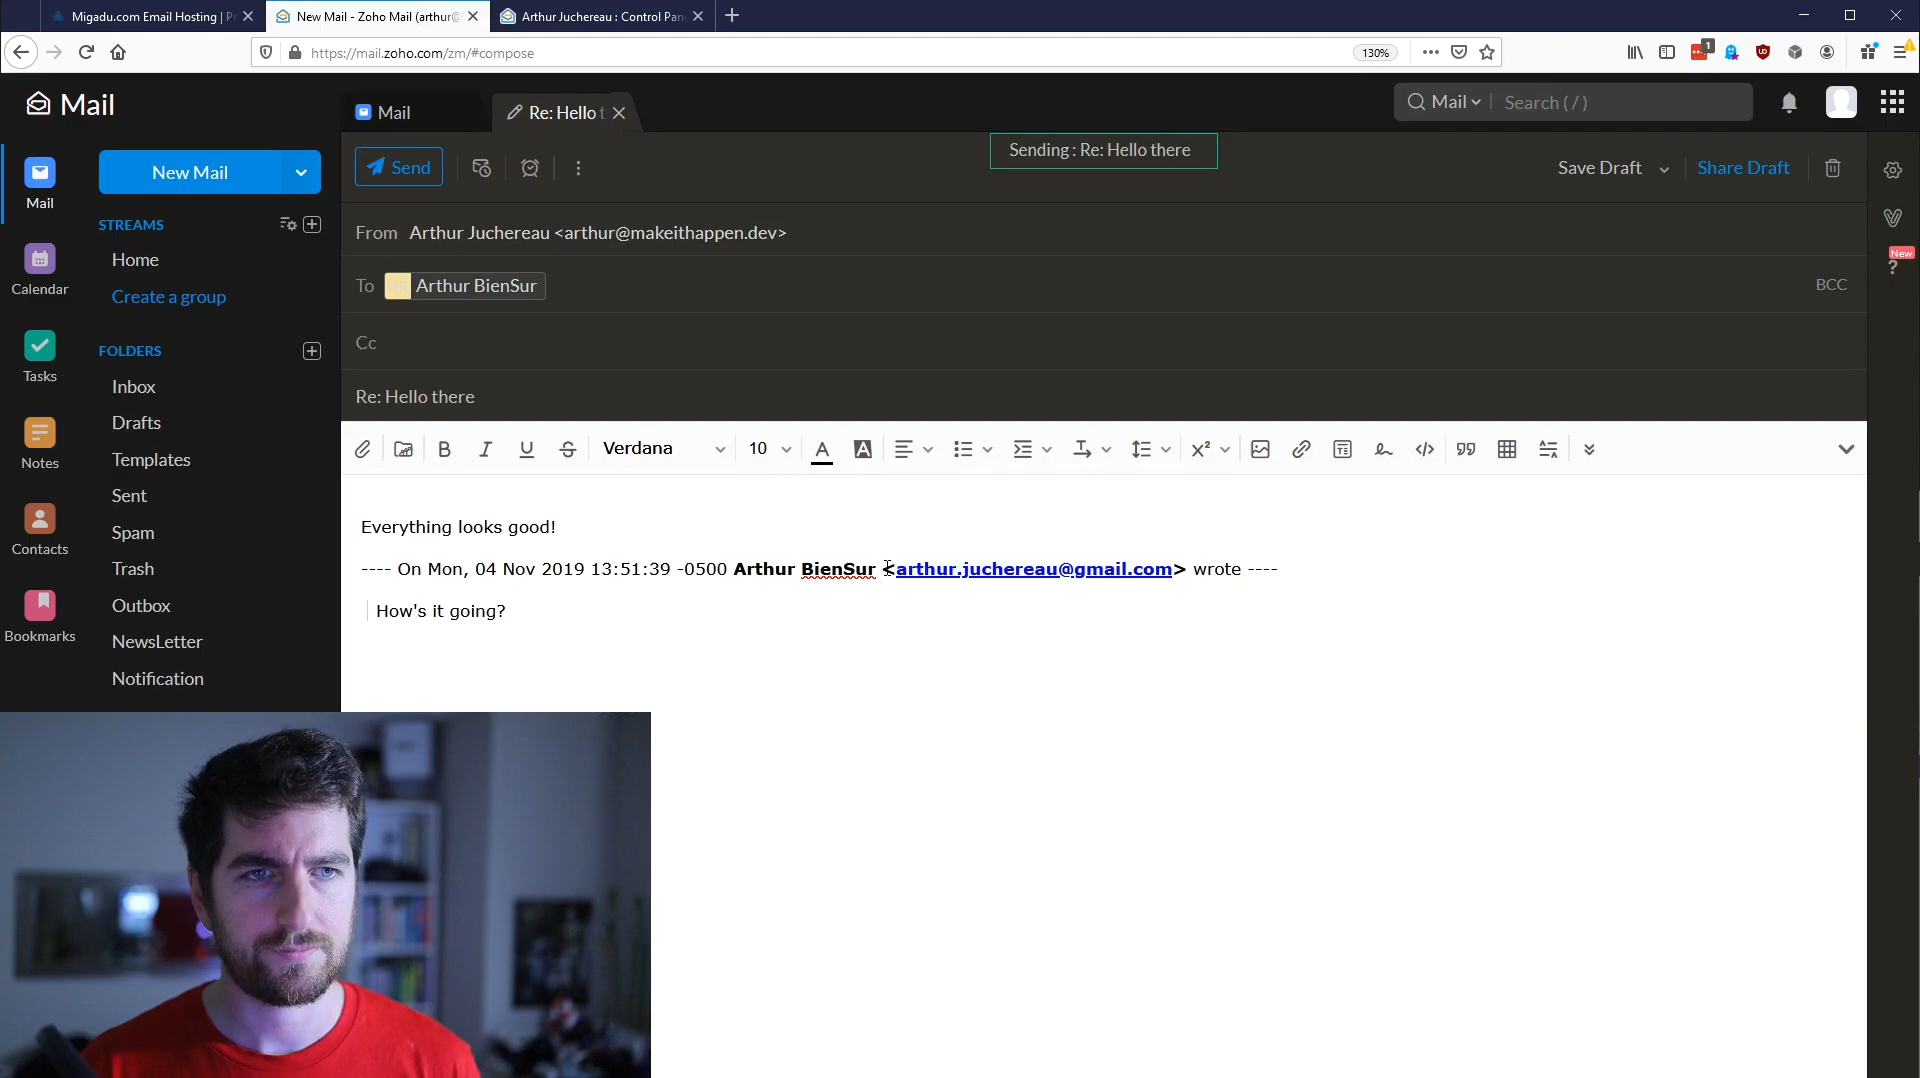 Migadu.com Email Hosting | P
New Mail - Zoho Mail (arthur@
Arthur Juchereau : Control Pan
https://mail.zoho.com/zm/#compose
130%
1
Mail
Mail
Re: Hello t
Mail
Search ( / )
Send
Sending : Re: Hello there
Save Draft
Share Draft
New Mail
Mail
Calendar
Tasks
Notes
Contacts
Bookmarks
STREAMS
Home
Create a group
FOLDERS
Inbox
Drafts
Templates
Sent
Spam
Trash
Outbox
NewsLetter
Notification
From Arthur Juchereau <arthur@makeithappen.dev>
To Arthur BienSur
BCC
Cc
Re: Hello there
New
?
B I U S Verdana 10 A A X²
Everything looks good!
---- On Mon, 04 Nov 2019 13:51:39 -0500 Arthur BienSur <arthur.juchereau@gmail.com> wrote ----
How's it going?